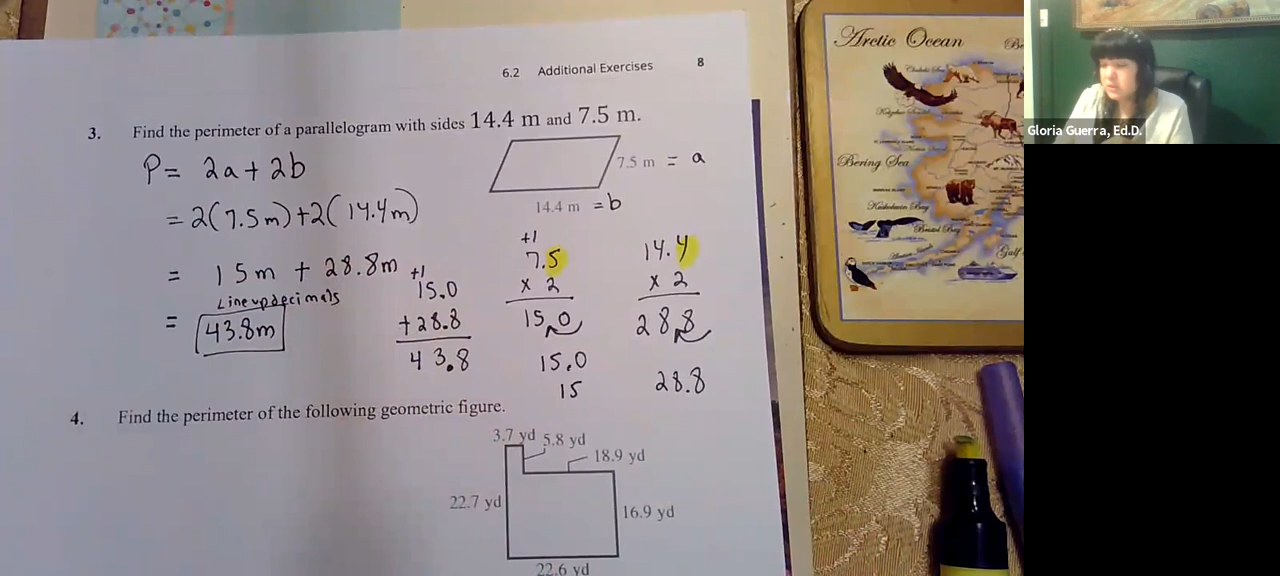 6.2 Additional Exercises 8
3. Find the perimeter of a parallelogram with sides 14.4 m and 7.5 m.
P = 2a + 2b
7.5 m = a
14.4 m = b
= 2(7.5m) + 2(14.4m)
= 15m + 28.8m
Line up decimals
= 43.8m
+1
15.0
+28.8
43.8
+1
7.5
x 2
15.0
15.0
15
14.4
x 2
28.8
28.8
4. Find the perimeter of the following geometric figure.
3.7 yd 5.8 yd
18.9 yd
22.7 yd
16.9 yd
22.6 yd
Arctic Ocean
Bering Sea
Kuskokwim Bay
Bristol Bay
Gulf
Gloria Guerra, Ed.D.